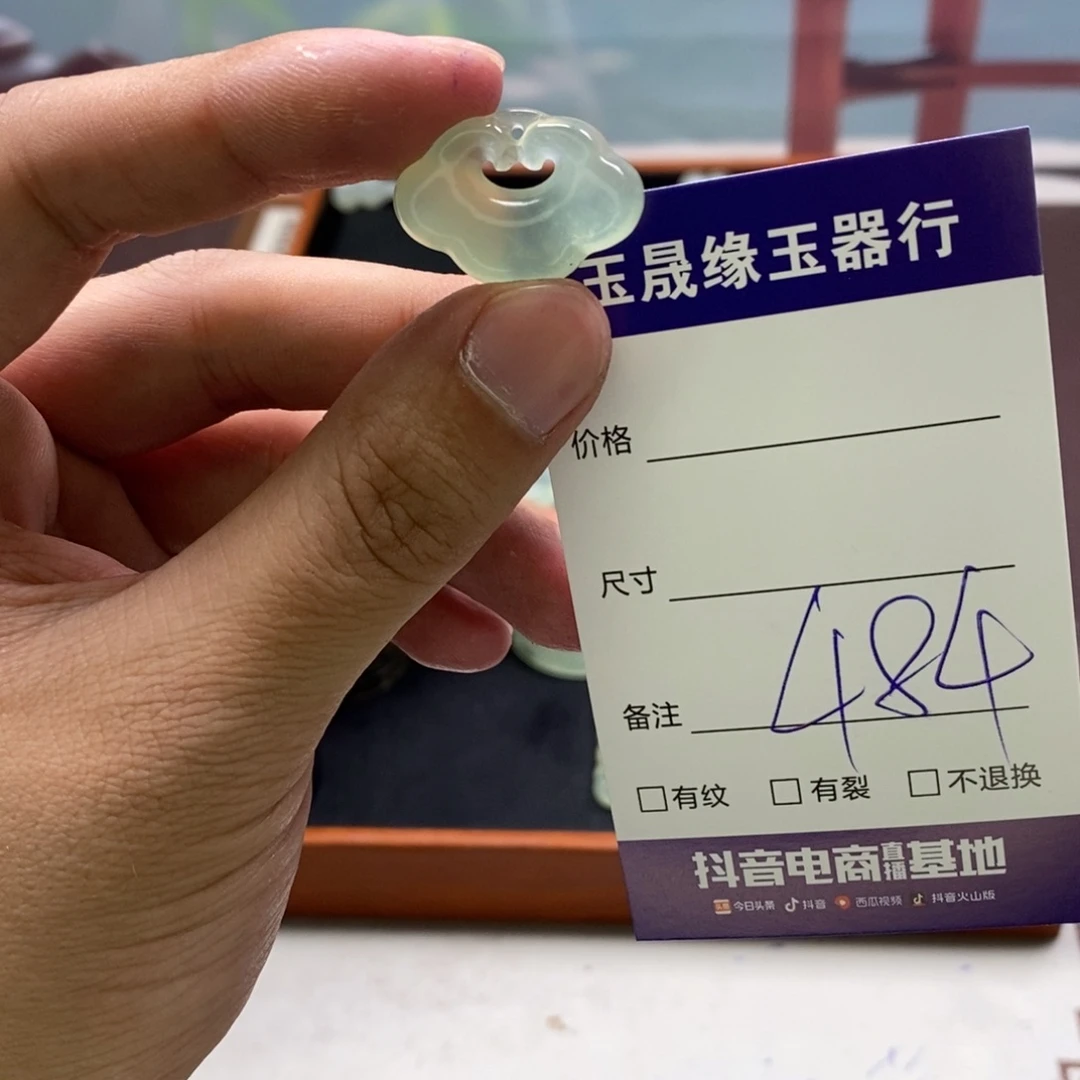 玉晟缘玉器行
价格
尺寸
备注 484
有纹 有裂 不退换
抖音电商直播基地
今日头条 抖音 西瓜视频 抖音火山版